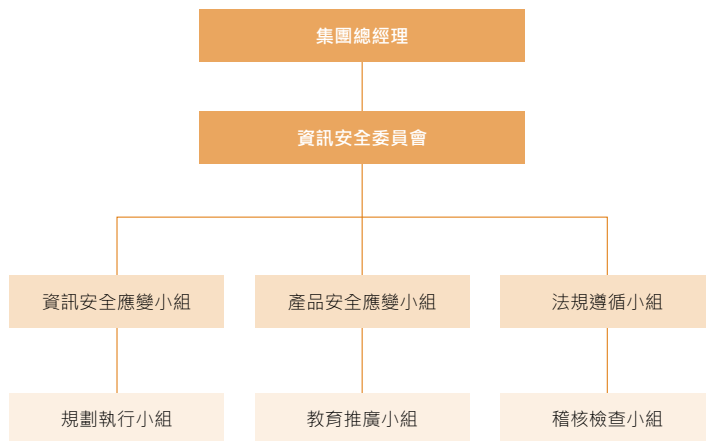 集團總經理
資訊安全委員會
資訊安全應變小組
產品安全應變小組
法規遵循小組
規劃執行小組
教育推廣小組
稽核檢查小組